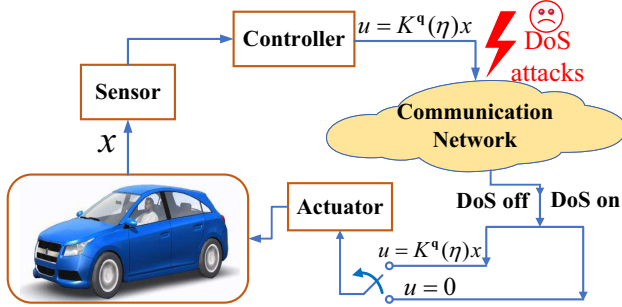 Controller
u = K^q(η)x
DoS
attacks
Sensor
Communication
Network
x
DoS off
DoS on
Actuator
u = K^q(η)x
u = 0